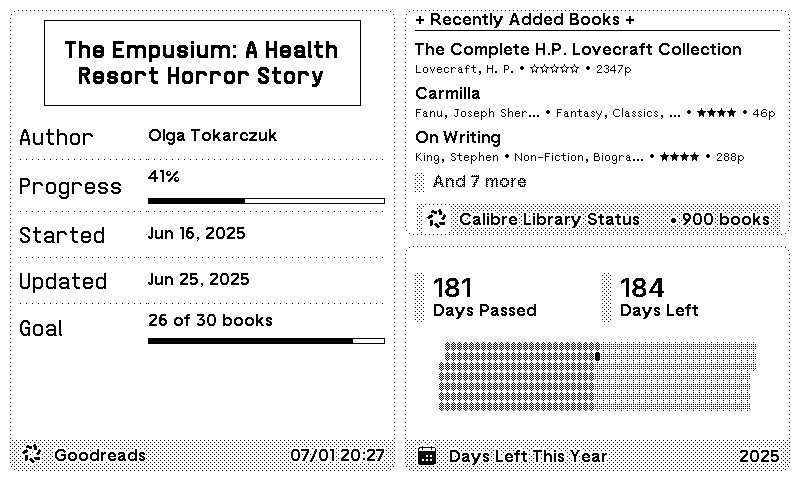 The Empusium: A Health
Resort Horror Story
Author Olga Tokarczuk
Progress 41%
Started Jun 16, 2025
Updated Jun 25, 2025
Goal 26 of 30 books
Goodreads 07/01 20:27
+ Recently Added Books +
The Complete H.P. Lovecraft Collection
Lovecraft, H. P. • ☆☆☆☆☆ • 2347p
Carmilla
Fanu, Joseph Sher... • Fantasy, Classics, ... • ★★★★ • 46p
On Writing
King, Stephen • Non-Fiction, Biogra... • ★★★★ • 288p
And 7 more
Calibre Library Status • 900 books
181 184
Days Passed Days Left
Days Left This Year 2025